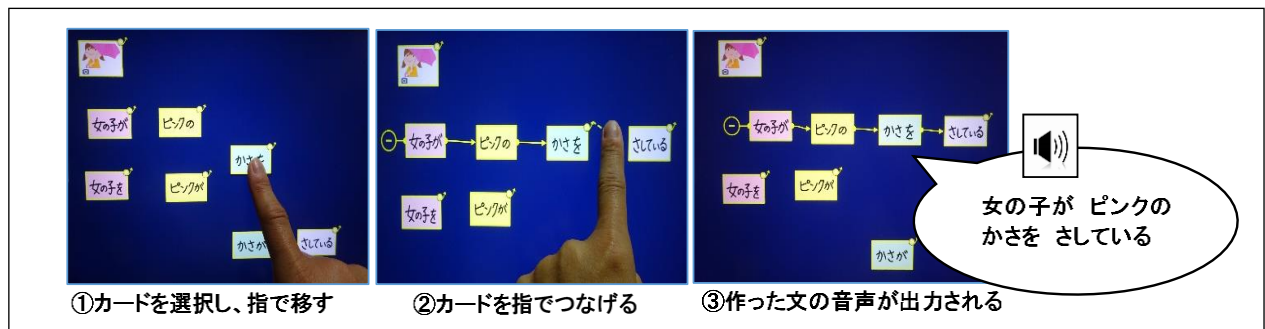 女の子が
ピンクの
かさを
女の子を
ピンクが
かさが
さしている
①カードを選択し、指で移す
女の子が
ピンクの
かさを
さしている
女の子を
ピンクが
②カードを指でつなげる
女の子が
ピンクの
かさを
さしている
女の子を
ピンクが
かさが
③作った文の音声が出力される
女の子が ピンクの
かさを さしている